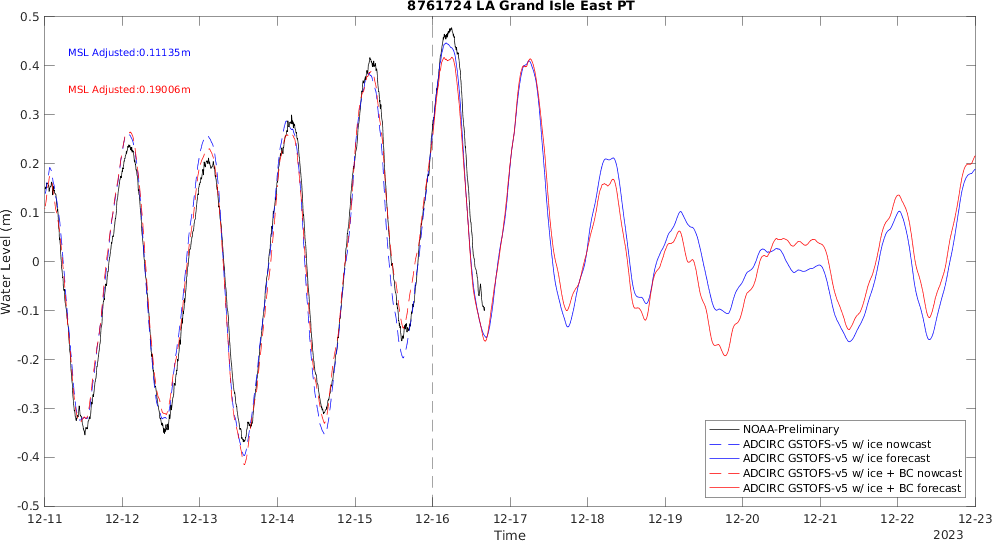 8761724 LA Grand Isle East PT
MSL Adjusted:0.11135m
MSL Adjusted:0.19006m
Water Level (m)
0.5
0.4
0.3
0.2
0.1
0
-0.1
-0.2
-0.3
-0.4
-0.5
NOAA-Preliminary
ADCIRC GSTOFS-v5 w/ ice nowcast
ADCIRC GSTOFS-v5 w/ ice forecast
ADCIRC GSTOFS-v5 w/ ice + BC nowcast
ADCIRC GSTOFS-v5 w/ ice + BC forecast
12-11 12-12 12-13 12-14 12-15 12-16 12-17 12-18 12-19 12-20 12-21 12-22 12-23
Time
2023